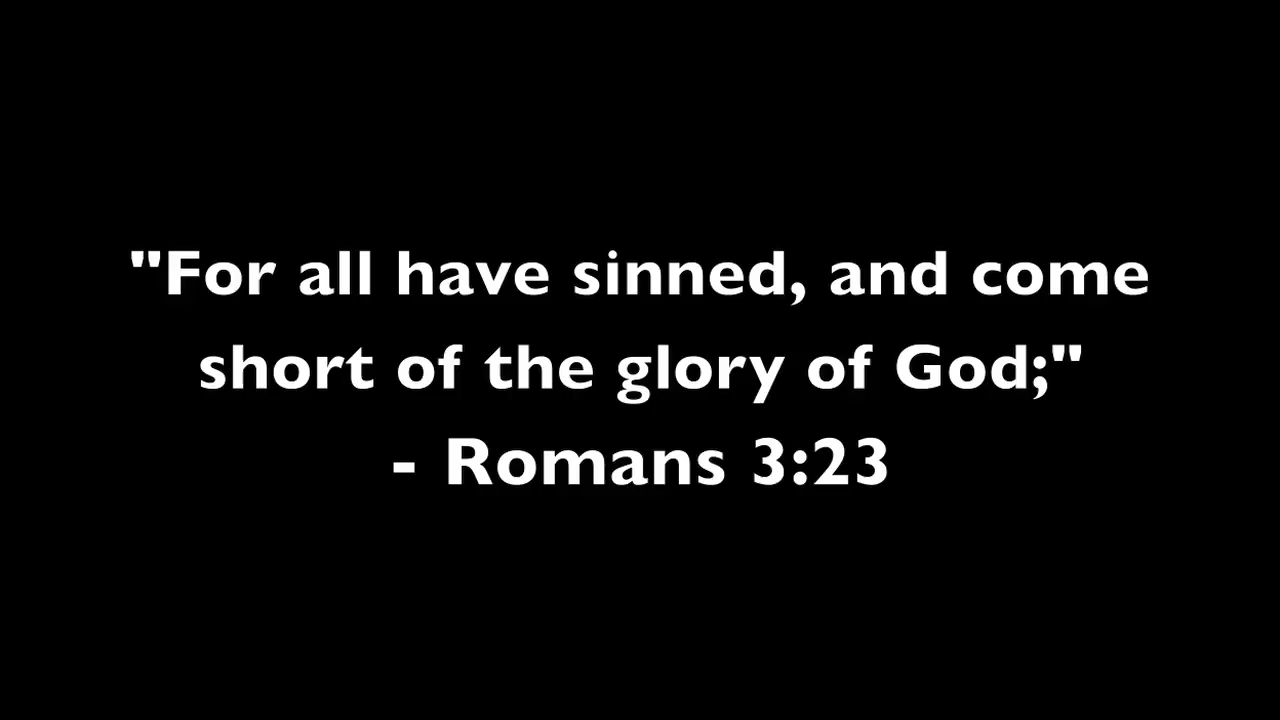 "For all have sinned, and come
short of the glory of God;"
- Romans 3:23